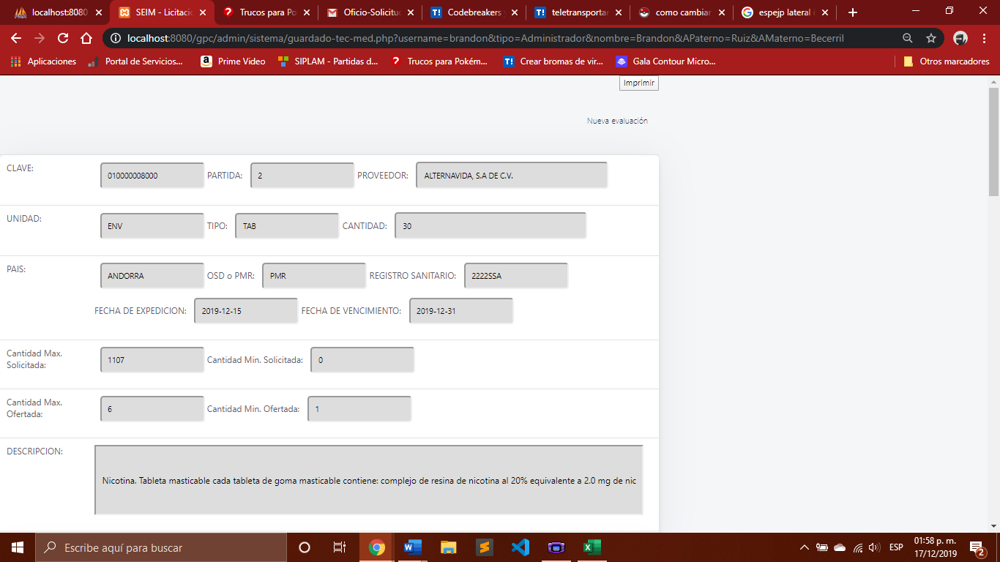 localhost:8080
SEIM - Licitacio
Trucos para Po
Oficio-Solicitud
Codebreakers
teletransporta
como cambiar
espejp lateral i
localhost:8080/gpc/admin/sistema/guardado-tec-med.php?username=brandon&tipo=Administrador&nombre=Brandon&APaterno=Ruiz&AMaterno=Becerril
Aplicaciones Portal de Servicios... Prime Video SIPLAM - Partidas d... Trucos para Pokém... Crear bromas de vir... Gala Contour Micro... Otros marcadores
Imprimir
Nueva evaluación
CLAVE: 010000008000 PARTIDA: 2 PROVEEDOR: ALTERNAVIDA, S.A DE C.V.
UNIDAD: ENV TIPO: TAB CANTIDAD: 30
PAIS: ANDORRA OSD o PMR: PMR REGISTRO SANITARIO: 2222SSA
FECHA DE EXPEDICION: 2019-12-15 FECHA DE VENCIMIENTO: 2019-12-31
Cantidad Max. Solicitada: 1107 Cantidad Min. Solicitada: 0
Cantidad Max. Ofertada: 6 Cantidad Min. Ofertada: 1
DESCRIPCION: Nicotina. Tableta masticable cada tableta de goma masticable contiene: complejo de resina de nicotina al 20% equivalente a 2.0 mg de nic
Escribe aquí para buscar
ESP
01:58 p. m.
17/12/2019
2